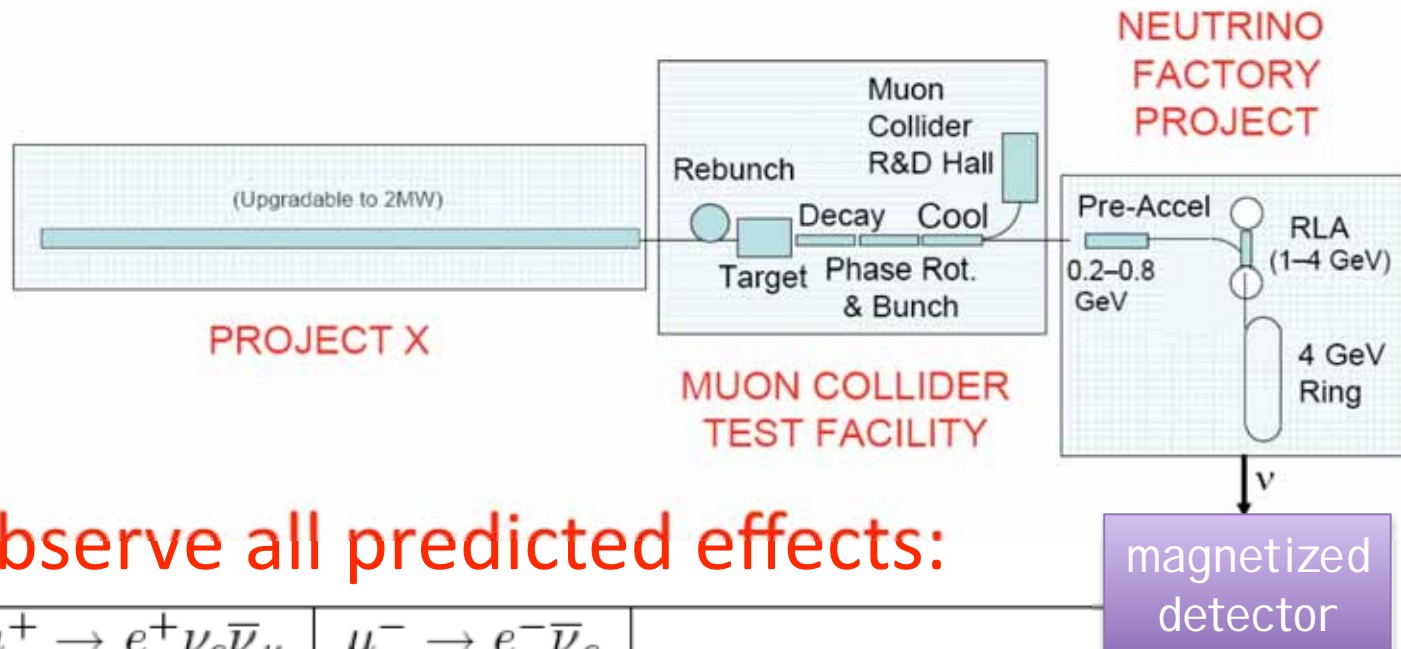 NEUTRINO
FACTORY
PROJECT
Muon
Collider
R&D Hall
Rebunch
(Upgradable to 2MW)
Decay
Cool
Target
Phase Rot.
& Bunch
Pre-Accel
RLA
(1–4 GeV)
0.2–0.8
GeV
4 GeV
Ring
PROJECT X
MUON COLLIDER
TEST FACILITY
ν
bserve all predicted effects:
magnetized
detector